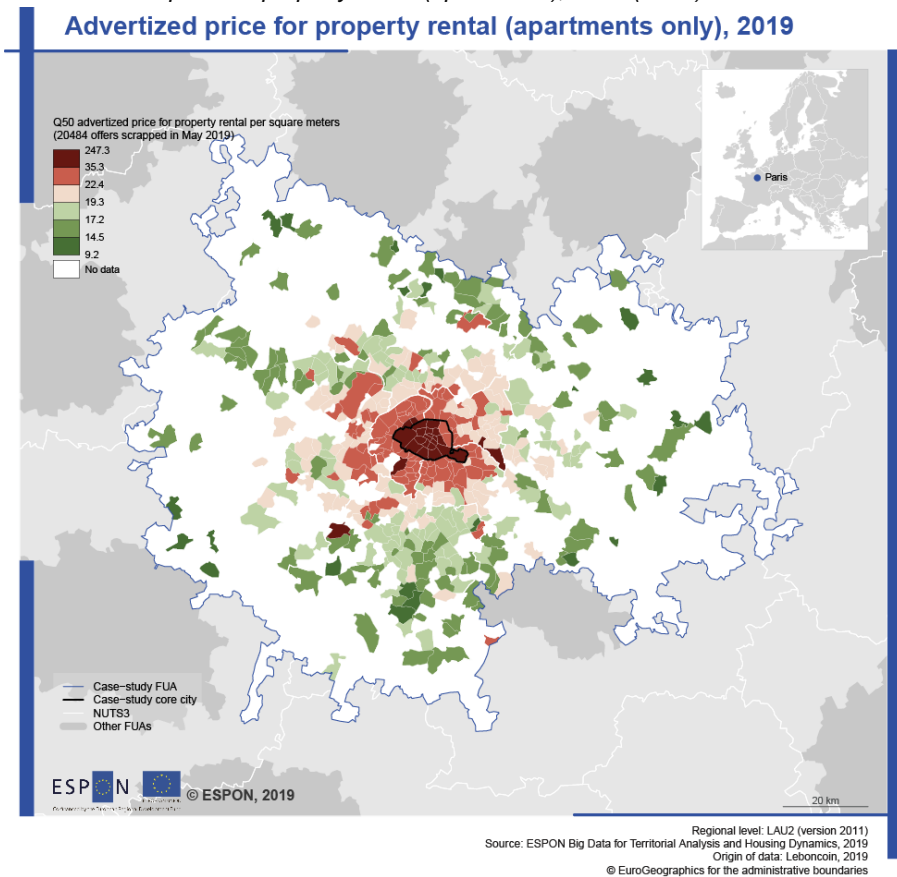 Advertized price for property rental (apartments only), 2019
Q50 advertized price for property rental per square meters
(20484 offers scrapped in May 2019)
247.3
35.3
22.4
19.3
17.2
14.5
9.2
No data
Paris
Case-study FUA
Case-study core city
NUTS3
Other FUAs
ESPON
© ESPON, 2019
20 km
Regional level: LAU2 (version 2011)
Source: ESPON Big Data for Territorial Analysis and Housing Dynamics, 2019
Origin of data: Leboncoin, 2019
© EuroGeographics for the administrative boundaries